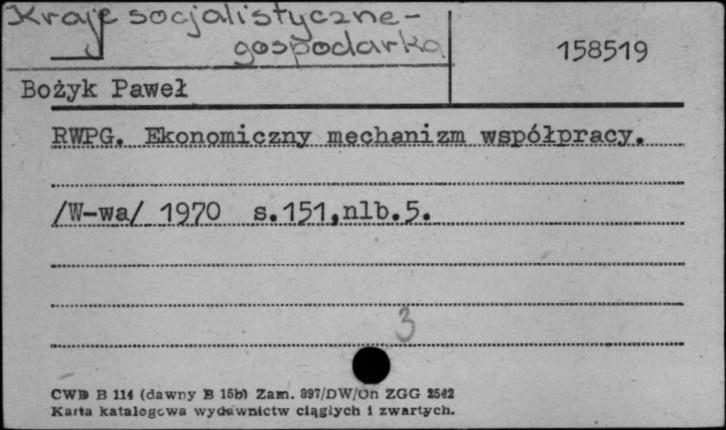 Kraje socjalistyczne-
gospodarka
158519
Bożyk Paweł
RWPG. Ekonomiczny mechanizm współpracy.
/W-wa/ 1970 s.151,nlb.5.
3
CWD B 114 (dawny B 15b) Zam. 897/DW/On ZGG 2542
Karta katalogowa wydawnictw ciągłych i zwartych.